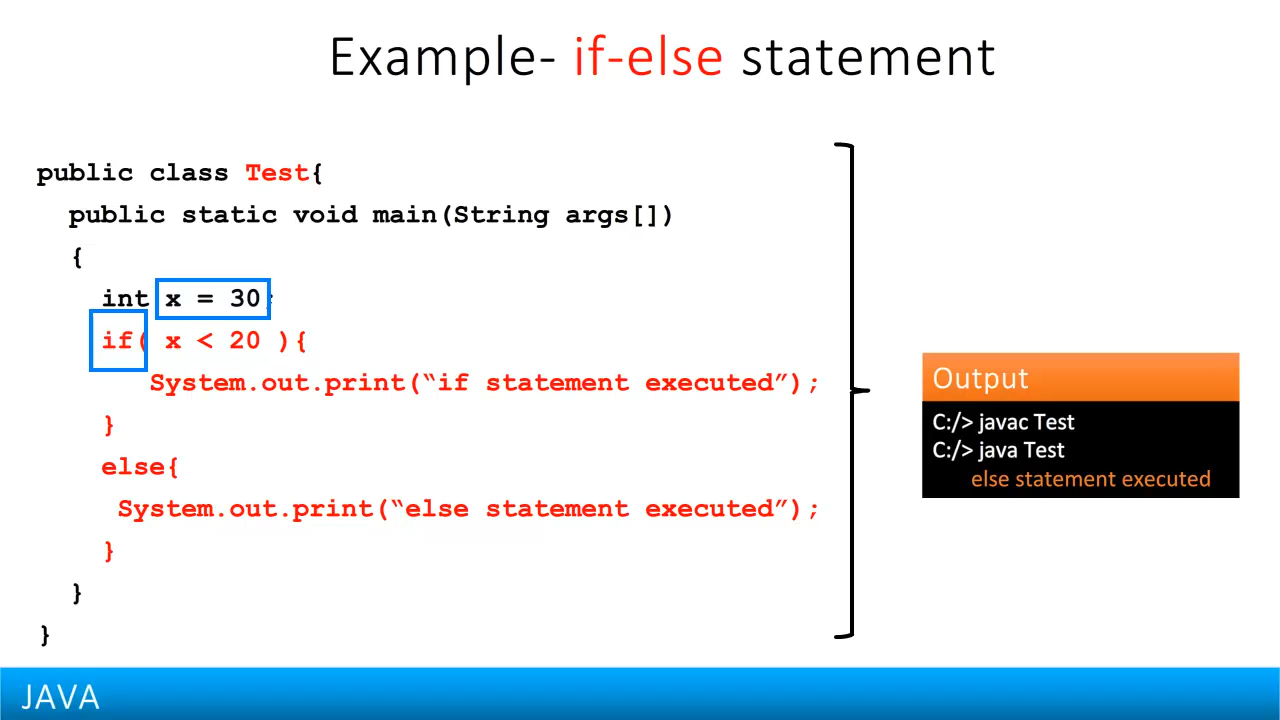 Example- if-else statement
public class Test{
public static void main(String args[])
{
int x = 30;
if( x < 20 ){
System.out.print(“if statement executed”);
}
else{
System.out.print(“else statement executed”);
}
}
}
Output
C:/> javac Test
C:/> java Test
else statement executed
JAVA